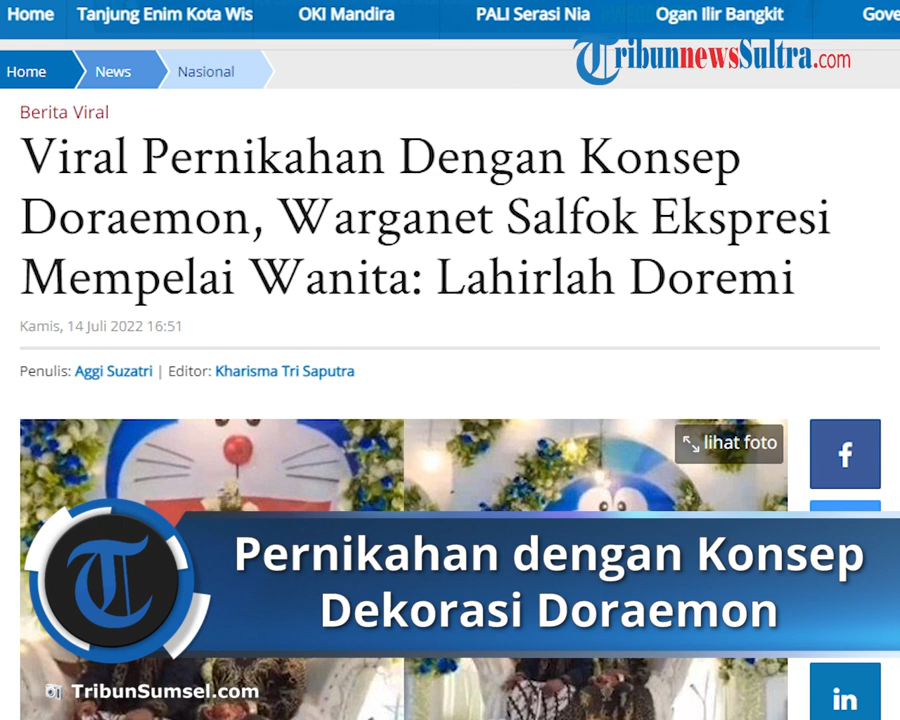 Home Tanjung Enim Kota Wis OKI Mandira PALI Serasi Nia Ogan Ilir Bangkit Gove
Home News Nasional
TribunnewsSultra.com
Berita Viral
Viral Pernikahan Dengan Konsep
Doraemon, Warganet Salfok Ekspresi
Mempelai Wanita: Lahirlah Doremi
Kamis, 14 Juli 2022 16:51
Penulis: Aggi Suzatri | Editor: Kharisma Tri Saputra
lihat foto
f
Pernikahan dengan Konsep
Dekorasi Doraemon
T
TribunSumsel.com
in